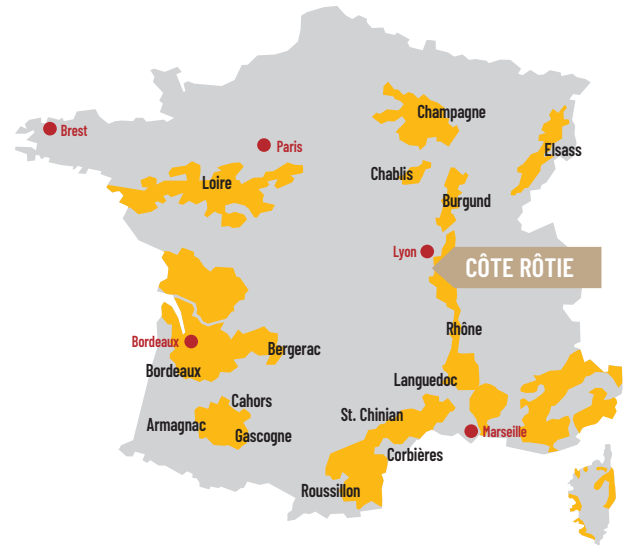 Champagne
Brest
Paris
Elsass
Chablis
Loire
Burgund
Lyon
CÔTE RÔTIE
Rhône
Bordeaux
Bergerac
Bordeaux
Languedoc
Cahors
St. Chinian
Armagnac
Marseille
Gascogne
Corbières
Roussillon